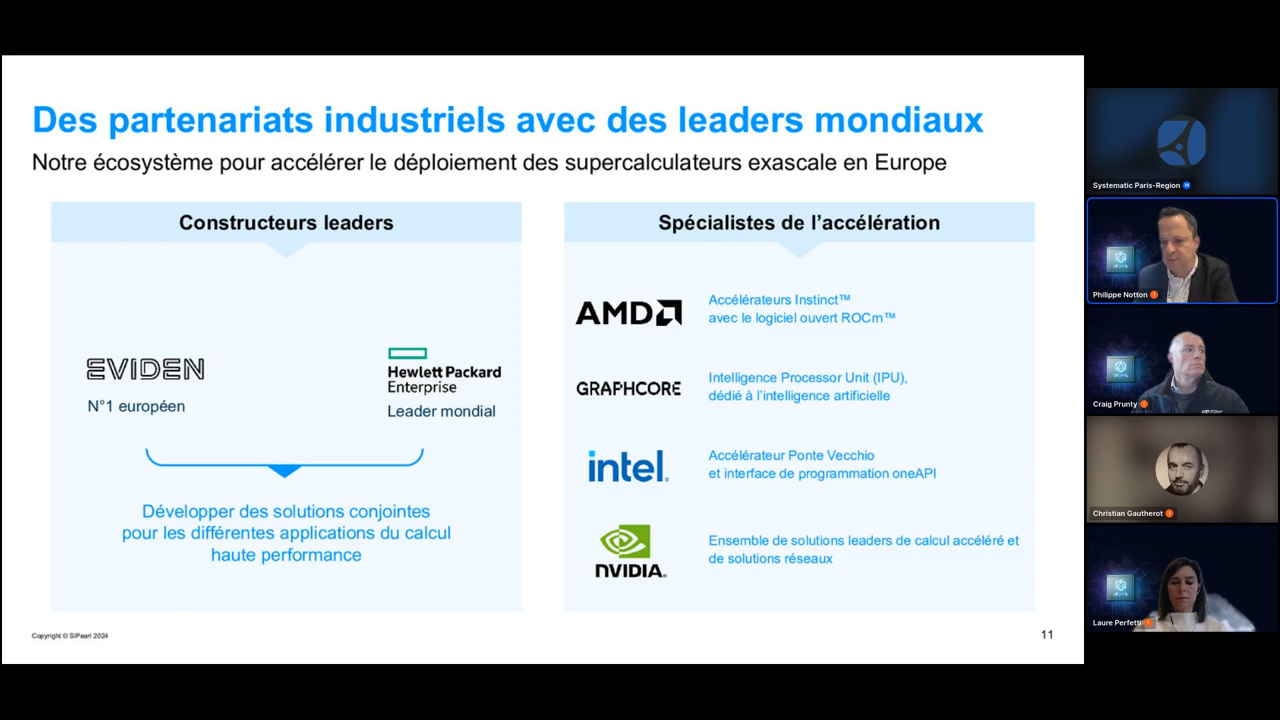 Des partenariats industriels avec des leaders mondiaux
Notre écosystème pour accélérer le déploiement des supercalculateurs exascale en Europe
Constructeurs leaders
EVIDEN
N°1 européen
Hewlett Packard
Enterprise
Leader mondial
Développer des solutions conjointes
pour les différentes applications du calcul
haute performance
Spécialistes de l’accélération
AMD
Accélérateurs Instinct™
avec le logiciel ouvert ROCm™
GRAPHCORE
Intelligence Processor Unit (IPU),
dédié à l’intelligence artificielle
intel.
Accélérateur Ponte Vecchio
et interface de programmation oneAPI
NVIDIA.
Ensemble de solutions leaders de calcul accéléré et
de solutions réseaux
Copyright © SiPearl 2024
11
Systematic Paris-Region
Philippe Notton
Craig Prunty
Christian Gautherot
Laure Perfetti